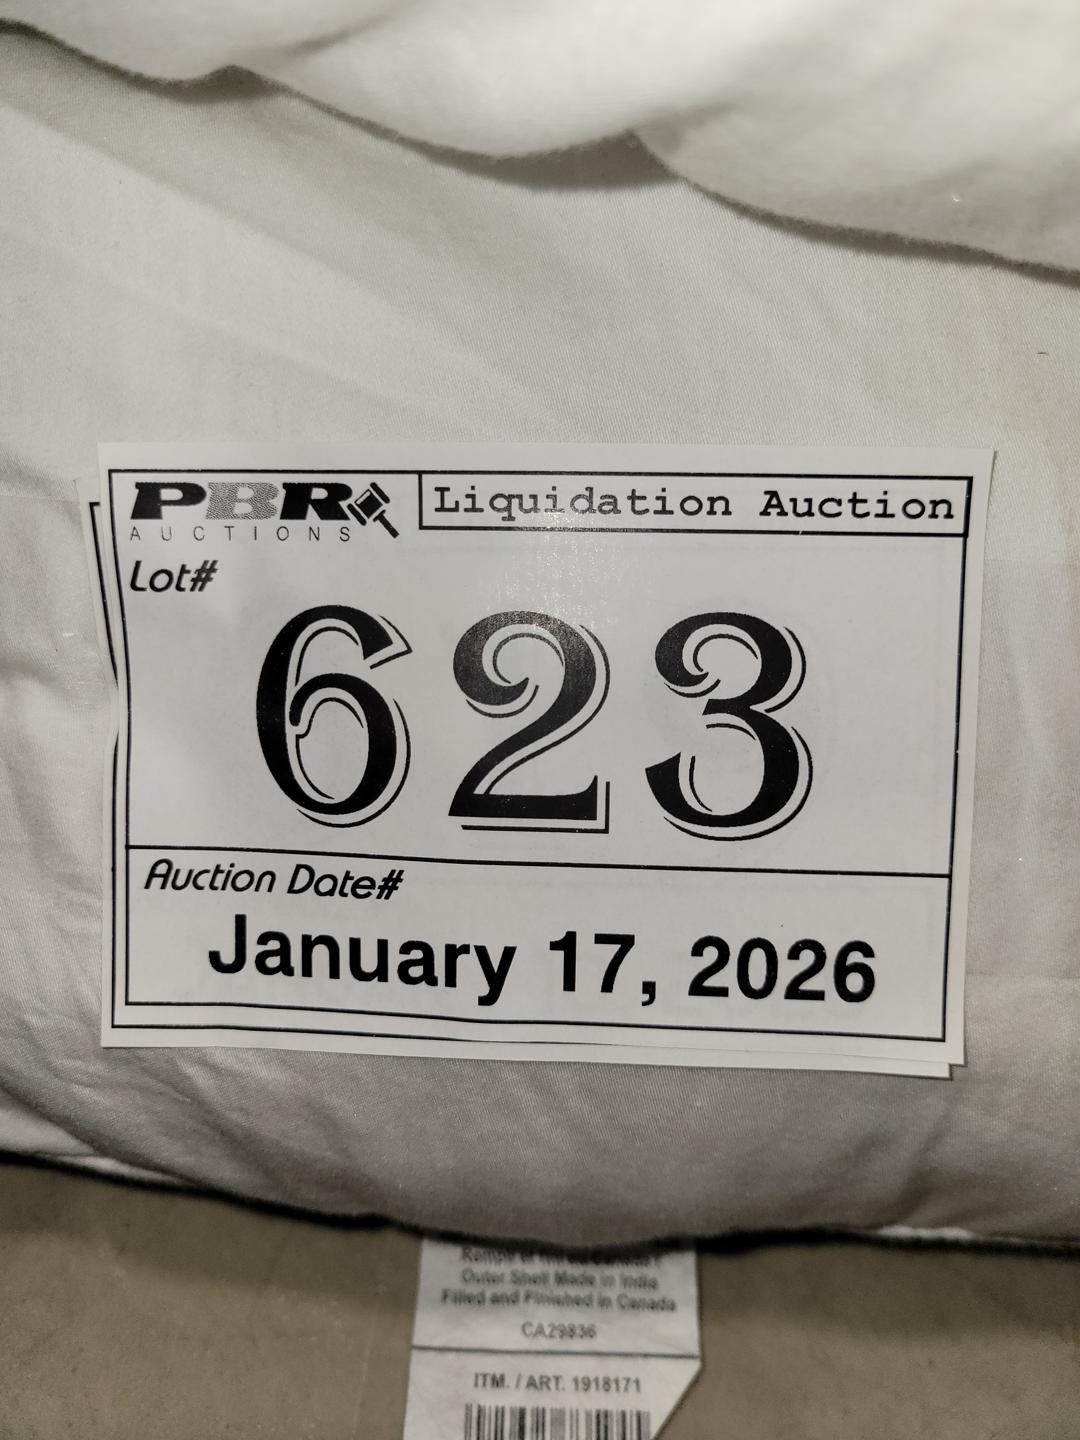 PBR
AUCTIONS
Liquidation Auction
Lot#
623
Auction Date#
January 17, 2026
Outer Shell Made in India
Filled and Finished in Canada
CA29836
ITM. / ART. 1918171